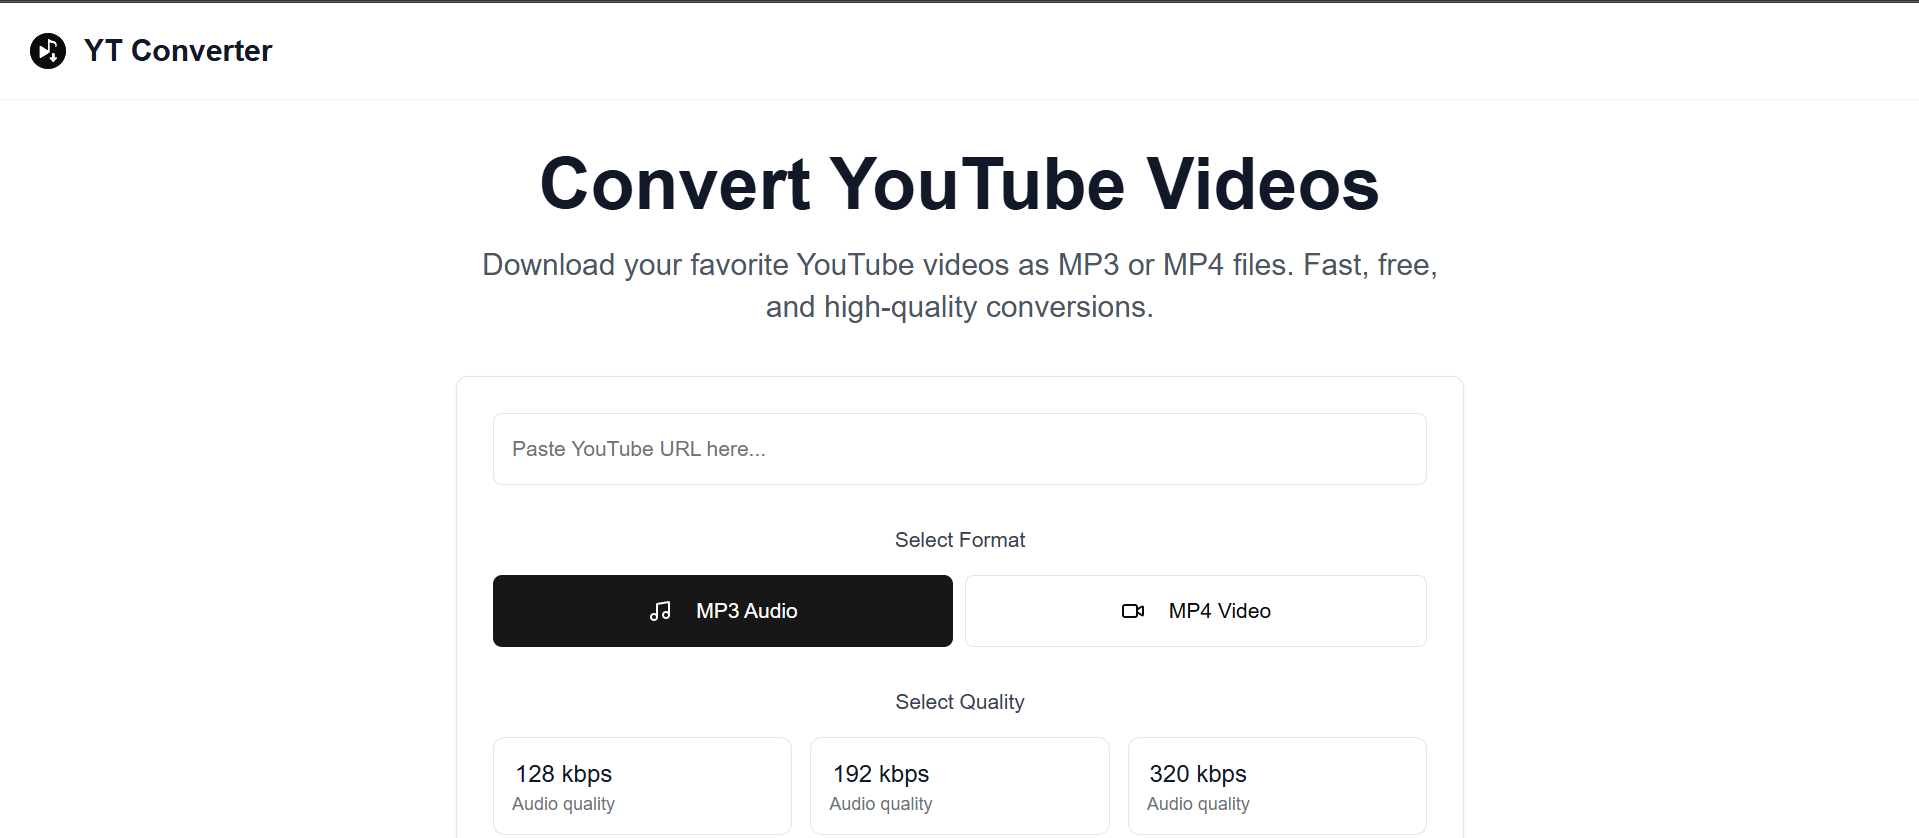 YT Converter
Convert YouTube Videos
Download your favorite YouTube videos as MP3 or MP4 files. Fast, free,
and high-quality conversions.
Paste YouTube URL here...
Select Format
MP3 Audio
MP4 Video
Select Quality
128 kbps
Audio quality
192 kbps
Audio quality
320 kbps
Audio quality